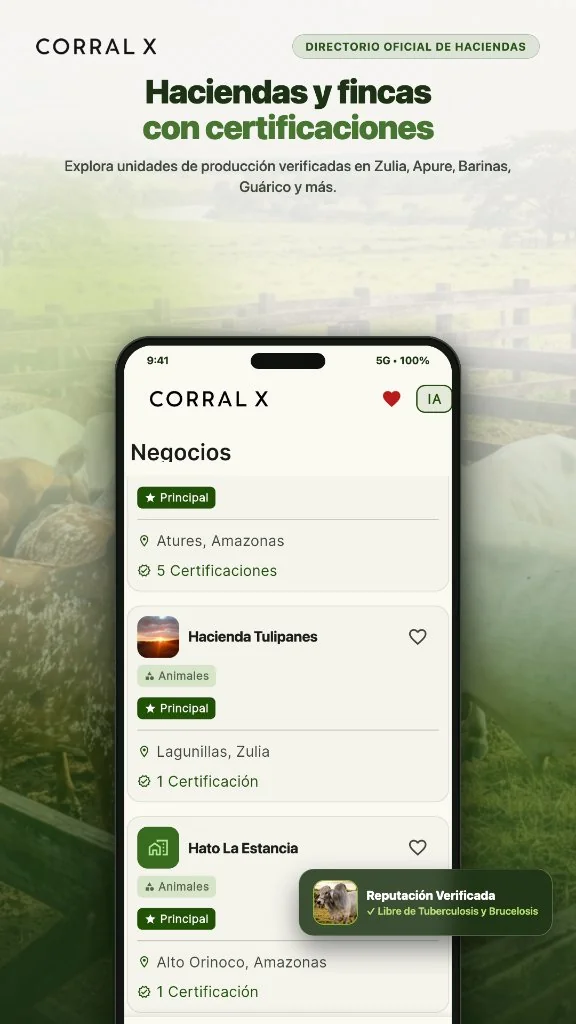 CORRAL X
DIRECTORIO OFICIAL DE HACIENDAS
Haciendas y fincas
con certificaciones
Explora unidades de producción verificadas en Zulia, Apure, Barinas,
Guárico y más.
9:41
5G • 100%
CORRAL X
IA
Negocios
Principal
Atures, Amazonas
5 Certificaciones
Hacienda Tulipanes
Animales
Principal
Lagunillas, Zulia
1 Certificación
Hato La Estancia
Animales
Principal
Reputación Verificada
✓ Libre de Tuberculosis y Brucelosis
Alto Orinoco, Amazonas
1 Certificación